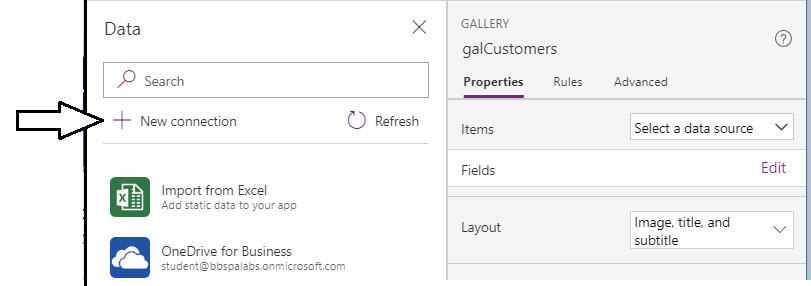 Data
Search
New connection
Refresh
Import from Excel
Add static data to your app
OneDrive for Business
student@bbspalabs.onmicrosoft.com
GALLERY
galCustomers
?
Properties Rules Advanced
Items
Select a data source
Fields
Edit
Layout
Image, title, and
subtitle